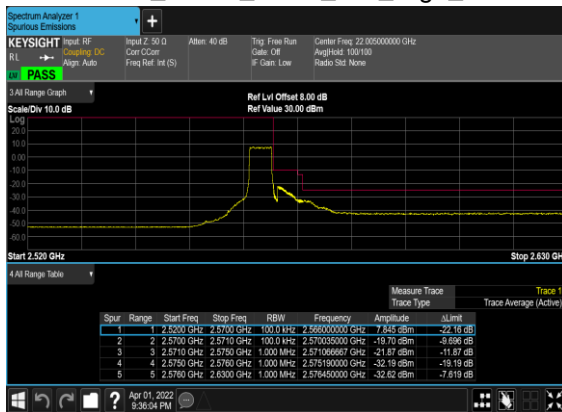 Spectrum Analyzer 1
Spurious Emissions
+
KEYSIGHT Input: RF Input Z: 50 Ω Atten: 40 dB Trig: Free Run Center Freq: 22.005000000 GHz
RL Coupling: DC Corr CCorr Gate: Off Avg|Hold: 100/100
Align: Auto Freq Ref: Int (S) IF Gain: Low Radio Std: None
PASS
3 All Range Graph
Ref Lvl Offset 8.00 dB
Scale/Div 10.0 dB Ref Value 30.00 dBm
Log
20.0
10.0
0.00
-10.0
-20.0
-30.0
-40.0
-50.0
-60.0
Start 2.520 GHz Stop 2.630 GH
4 All Range Table
Measure Trace Trace 1
Trace Type Trace Average (Active)
Spur Range Start Freq Stop Freq RBW Frequency Amplitude ΔLimit
1 1 2.5200 GHz 2.5700 GHz 100.0 kHz 2.566000000 GHz 7.845 dBm -22.16 dB
2 2 2.5700 GHz 2.5710 GHz 100.0 kHz 2.570035000 GHz -19.70 dBm -9.696 dB
3 3 2.5710 GHz 2.5750 GHz 1.000 MHz 2.571066667 GHz -21.87 dBm -11.87 dB
4 4 2.5750 GHz 2.5760 GHz 1.000 MHz 2.575190000 GHz -32.19 dBm -19.19 dB
5 5 2.5760 GHz 2.6300 GHz 1.000 MHz 2.576450000 GHz -32.62 dBm -7.619 dB
? Apr 01, 2022
9:36:04 PM